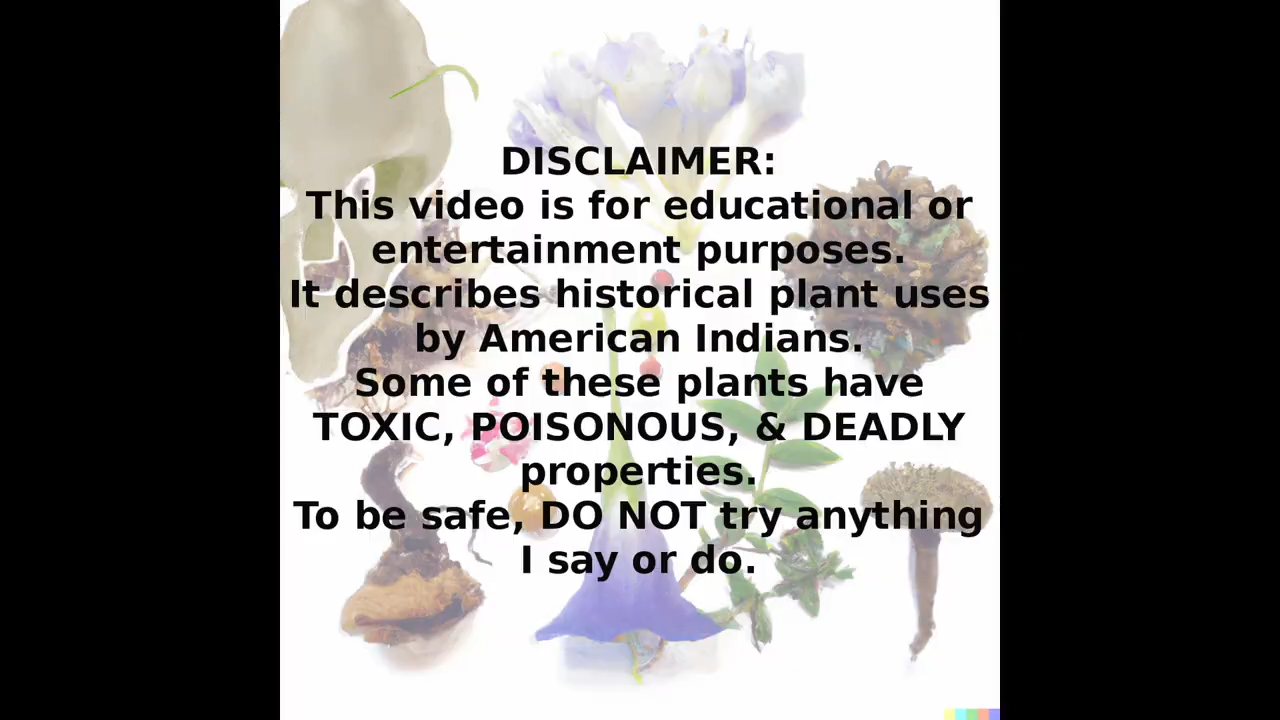 DISCLAIMER:
This video is for educational or
entertainment purposes.
It describes historical plant uses
by American Indians.
Some of these plants have
TOXIC, POISONOUS, & DEADLY
properties.
To be safe, DO NOT try anything
I say or do.